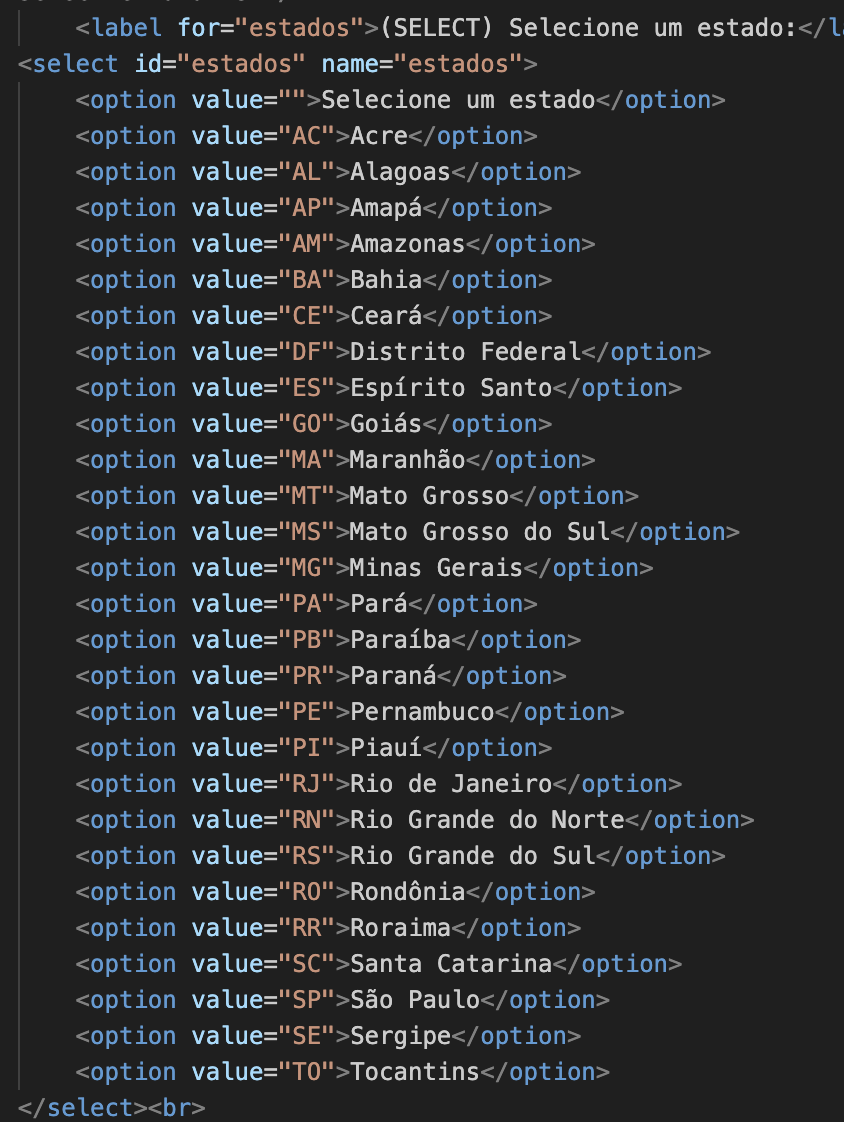 <label for="estados">(SELECT) Selecione um estado:</l
<select id="estados" name="estados">
<option value="">Selecione um estado</option>
<option value="AC">Acre</option>
<option value="AL">Alagoas</option>
<option value="AP">Amapá</option>
<option value="AM">Amazonas</option>
<option value="BA">Bahia</option>
<option value="CE">Ceará</option>
<option value="DF">Distrito Federal</option>
<option value="ES">Espírito Santo</option>
<option value="GO">Goiás</option>
<option value="MA">Maranhão</option>
<option value="MT">Mato Grosso</option>
<option value="MS">Mato Grosso do Sul</option>
<option value="MG">Minas Gerais</option>
<option value="PA">Pará</option>
<option value="PB">Paraíba</option>
<option value="PR">Paraná</option>
<option value="PE">Pernambuco</option>
<option value="PI">Piauí</option>
<option value="RJ">Rio de Janeiro</option>
<option value="RN">Rio Grande do Norte</option>
<option value="RS">Rio Grande do Sul</option>
<option value="RO">Rondônia</option>
<option value="RR">Roraima</option>
<option value="SC">Santa Catarina</option>
<option value="SP">São Paulo</option>
<option value="SE">Sergipe</option>
<option value="TO">Tocantins</option>
</select><br>